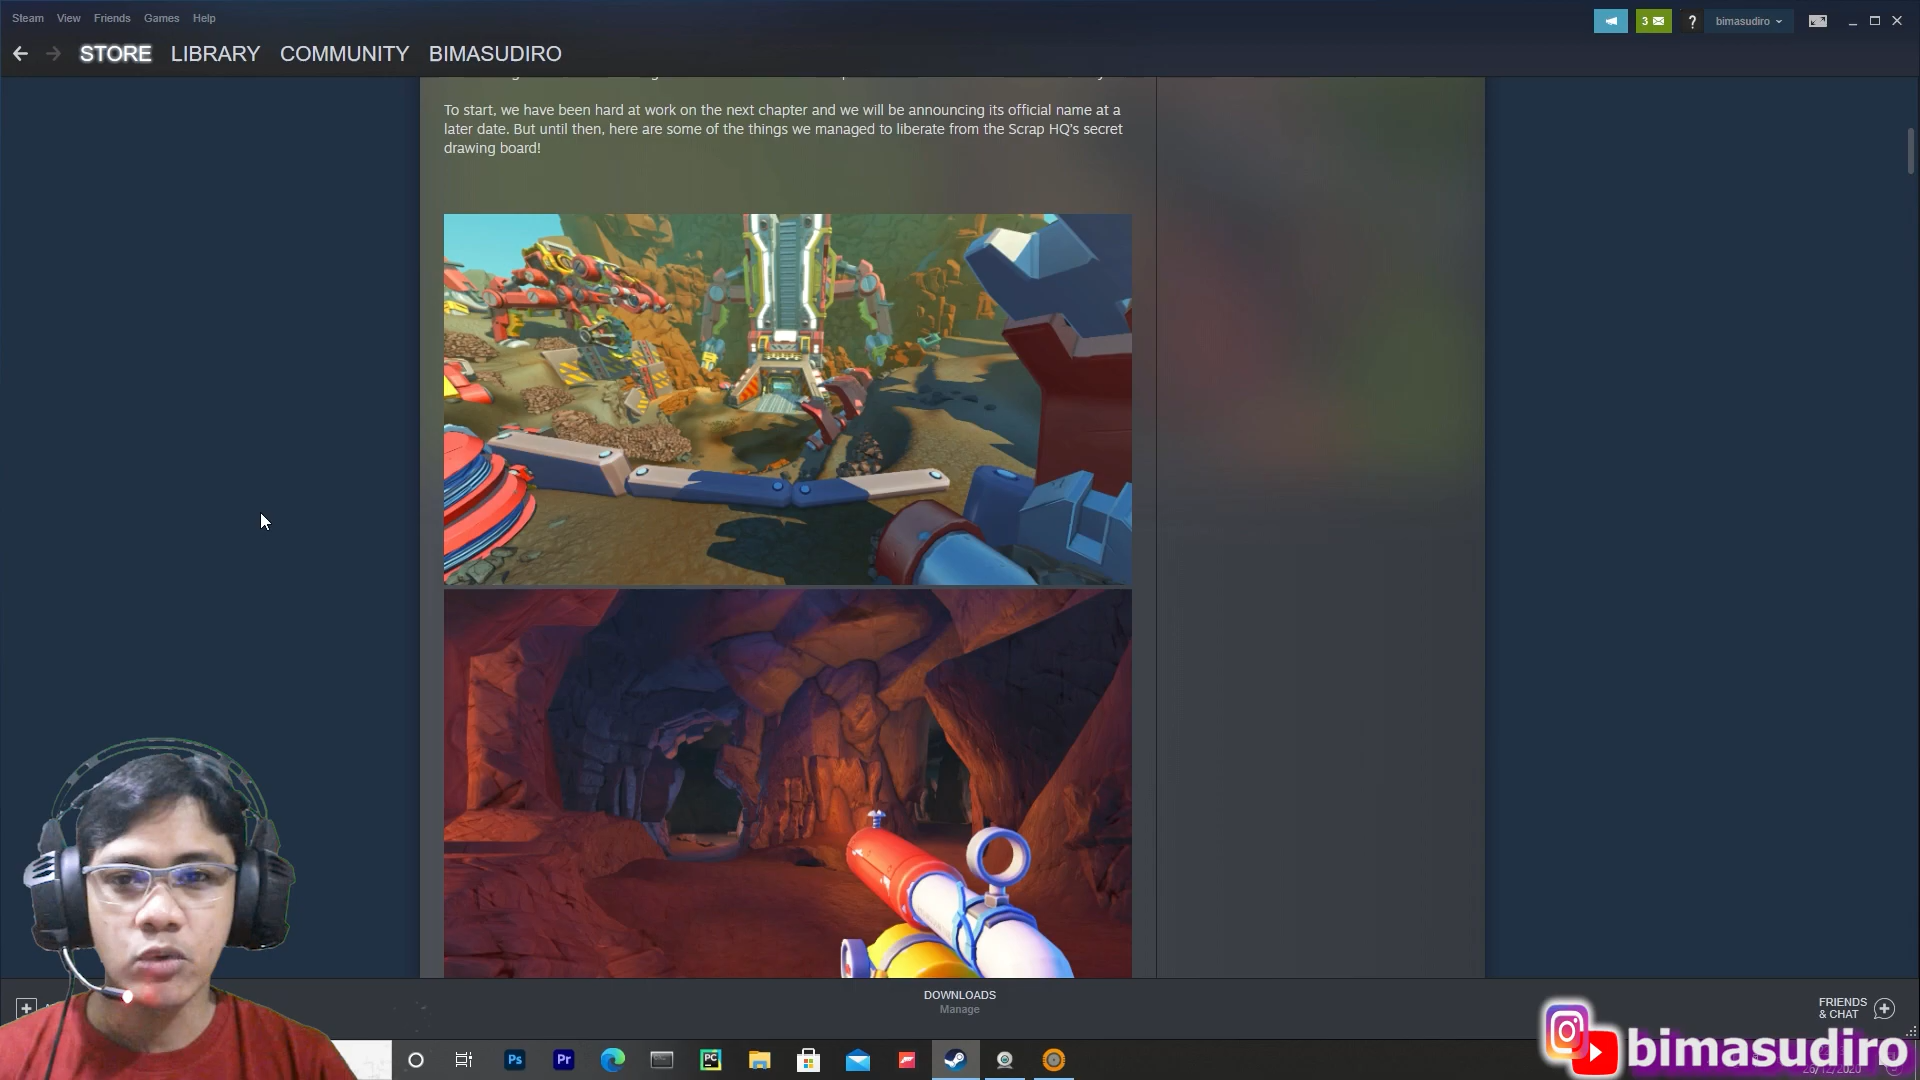 Steam View Friends Games Help
3 ? bimasudiro
STORE LIBRARY COMMUNITY BIMASUDIRO
To start, we have been hard at work on the next chapter and we will be announcing its official name at a
later date. But until then, here are some of the things we managed to liberate from the Scrap HQ's secret
drawing board!
DOWNLOADS
Manage
FRIENDS
& CHAT
bimasudiro
Ps Pr PC